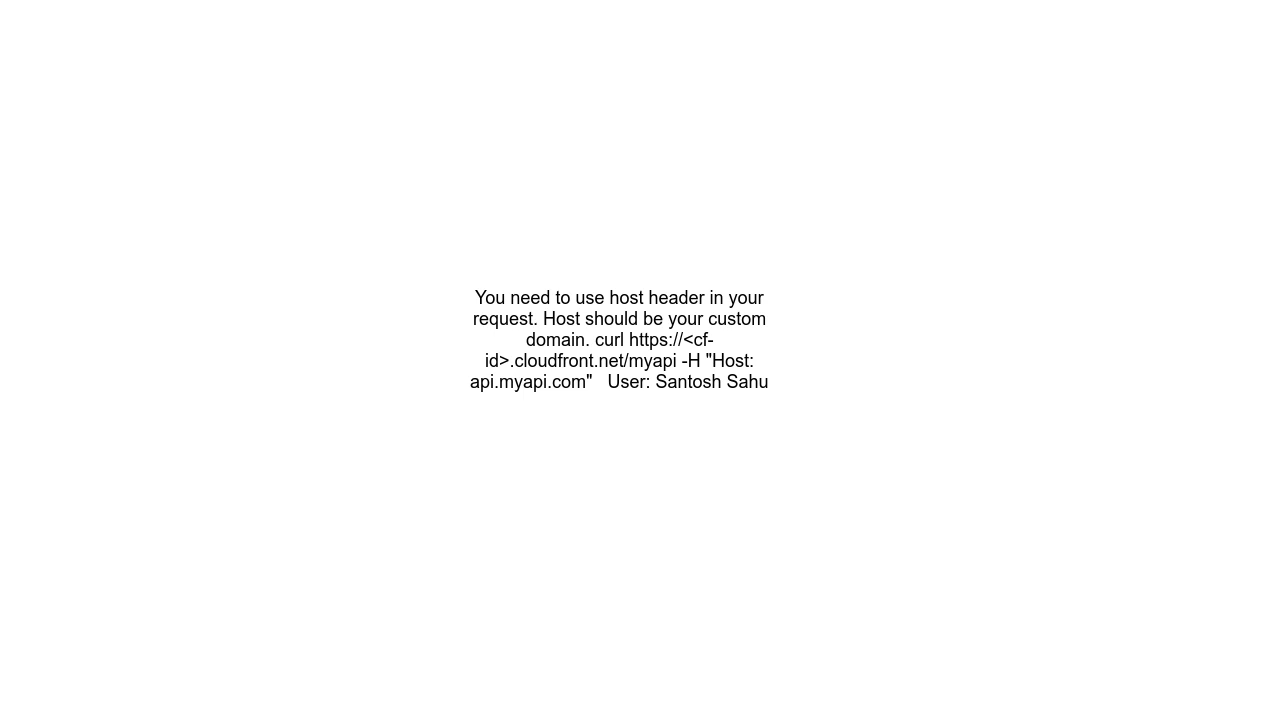 You need to use host header in your
request. Host should be your custom
domain. curl https://<cf-
id>.cloudfront.net/myapi -H "Host:
api.myapi.com"   User: Santosh Sahu